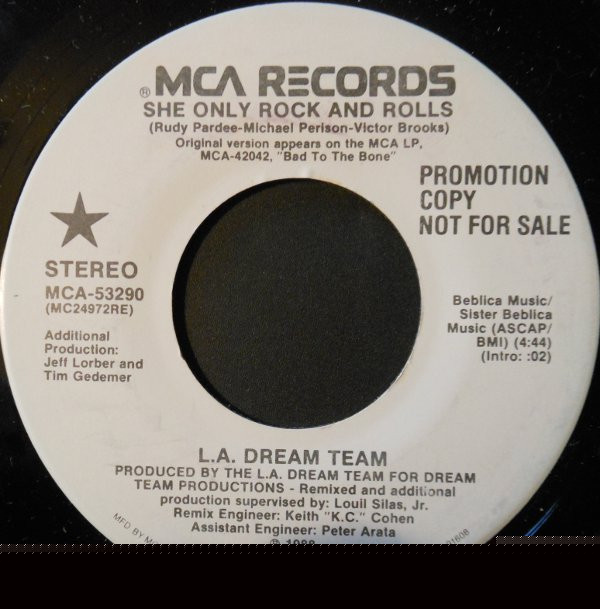 ® MCA RECORDS
SHE ONLY ROCK AND ROLLS
(Rudy Pardee-Michael Perison-Victor Brooks)
Original version appears on the MCA LP,
MCA-42042, "Bad To The Bone"
PROMOTION
COPY
NOT FOR SALE
STEREO
MCA-53290
(MC24972RE)
Additional
Production:
Jeff Lorber and
Tim Gedemer
Beblica Music/
Sister Beblica
Music (ASCAP/
BMI) (4:44)
(Intro: :02)
L.A. DREAM TEAM
PRODUCED BY THE L.A. DREAM TEAM FOR DREAM
TEAM PRODUCTIONS - Remixed and additional
production supervised by: Louil Silas, Jr.
Remix Engineer: Keith "K.C." Cohen
Assistant Engineer: Peter Arata
MFD BY